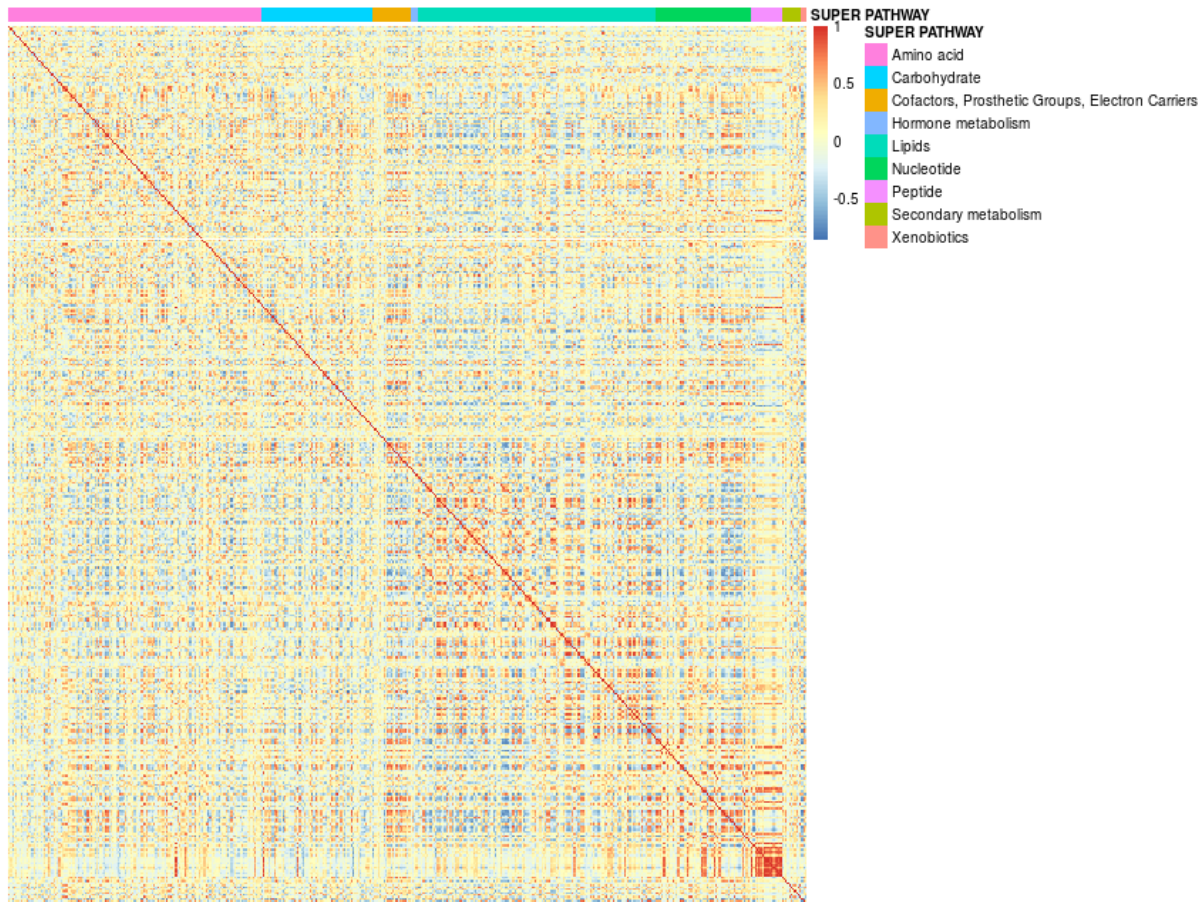 SUPER PATHWAY
1
0.5
0
-0.5
SUPER PATHWAY
Amino acid
Carbohydrate
Cofactors, Prosthetic Groups, Electron Carriers
Hormone metabolism
Lipids
Nucleotide
Peptide
Secondary metabolism
Xenobiotics